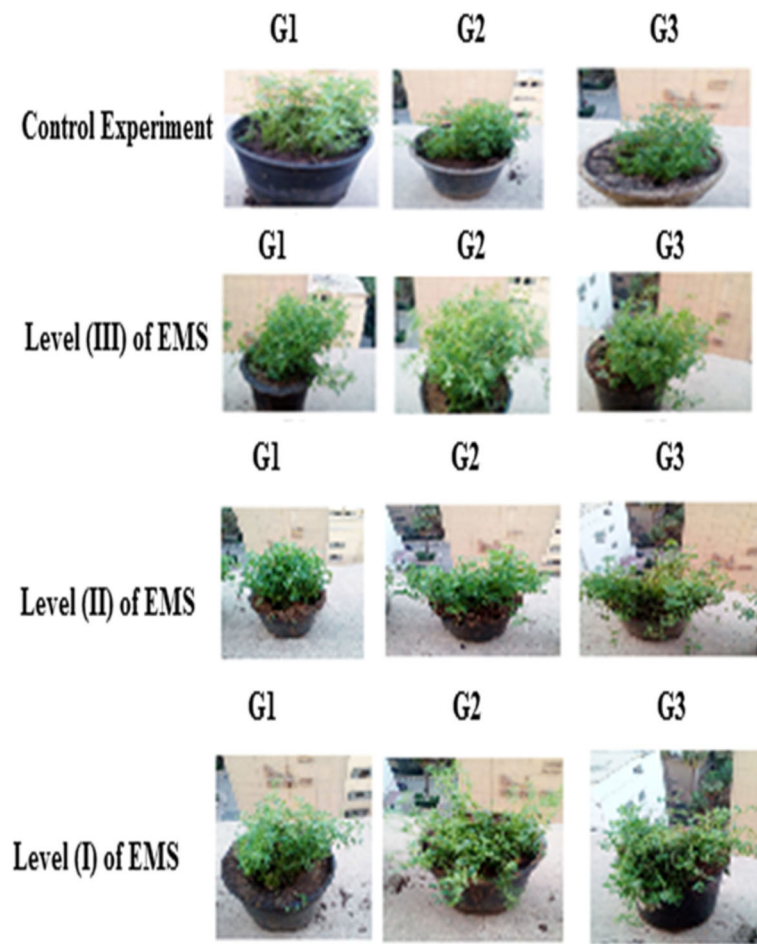 G1 G2 G3
Control Experiment
G1 G2 G3
Level (III) of EMS
G1 G2 G3
Level (II) of EMS
G1 G2 G3
Level (I) of EMS